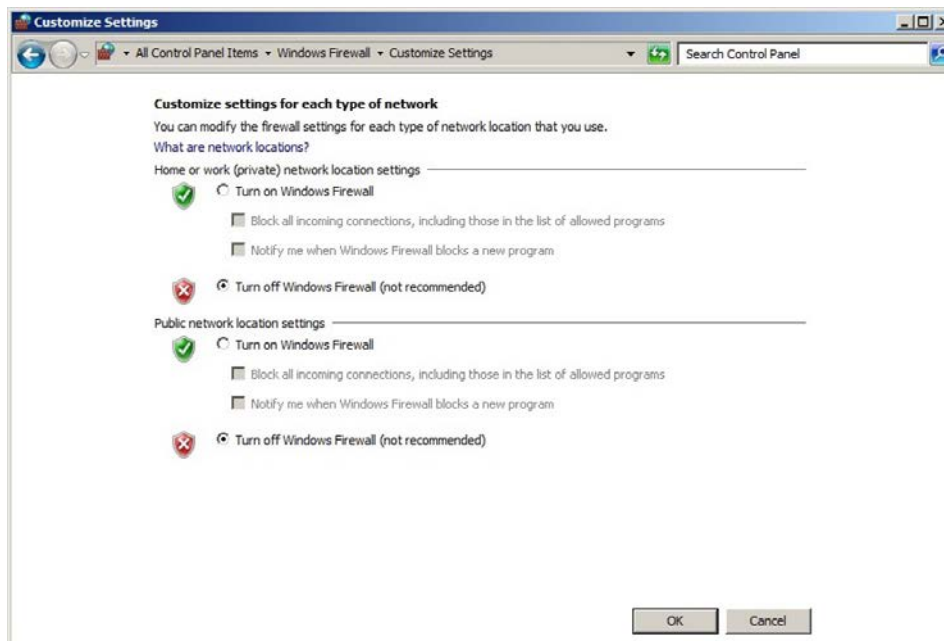 Customize Settings
All Control Panel Items Windows Firewall Customize Settings Search Control Panel
Customize settings for each type of network
You can modify the firewall settings for each type of network location that you use.
What are network locations?
Home or work (private) network location settings
Turn on Windows Firewall
Block all incoming connections, including those in the list of allowed programs
Notify me when Windows Firewall blocks a new program
Turn off Windows Firewall (not recommended)
Public network location settings
Turn on Windows Firewall
Block all incoming connections, including those in the list of allowed programs
Notify me when Windows Firewall blocks a new program
Turn off Windows Firewall (not recommended)
OK Cancel